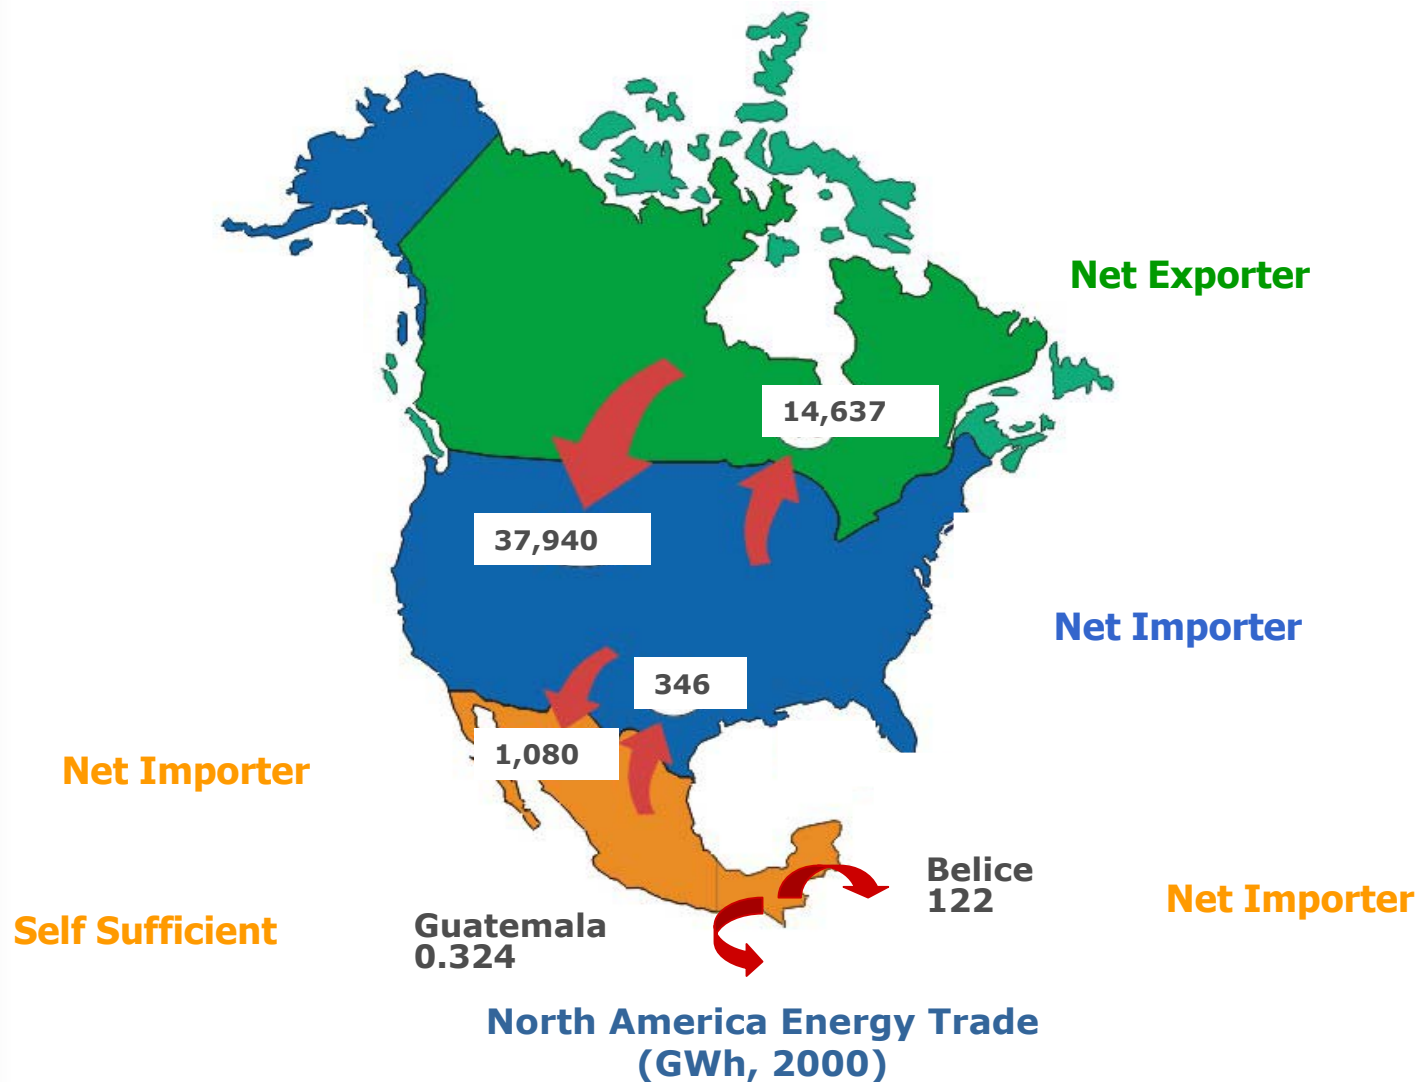 Net Exporter
14,637
37,940
Net Importer
346
1,080
Net Importer
Belice
122
Net Importer
Guatemala
0.324
Self Sufficient
North America Energy Trade
(GWh, 2000)